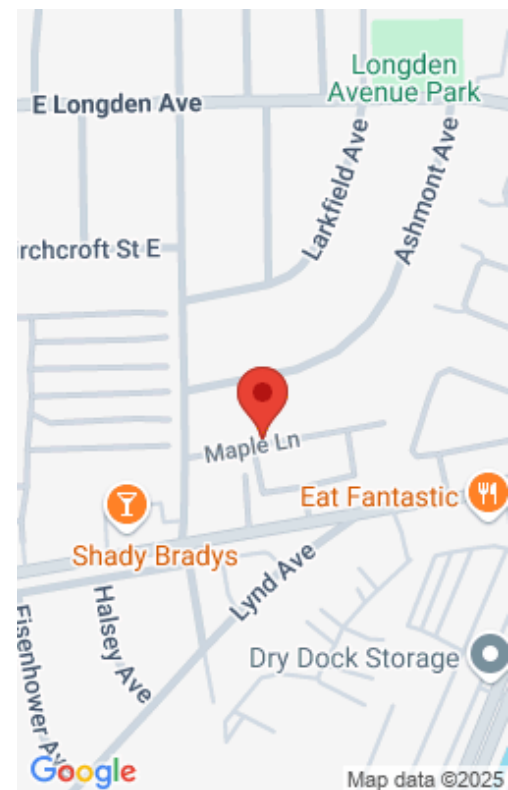 Longden
Avenue Park
E Longden Ave
Larkfield Ave
Ashmont Ave
irchcroft St E
Maple Ln
Eat Fantastic
Shady Bradys
Lynd Ave
Halsey Ave
Eisenhower Av
Dry Dock Storage
Google
Map data ©2025